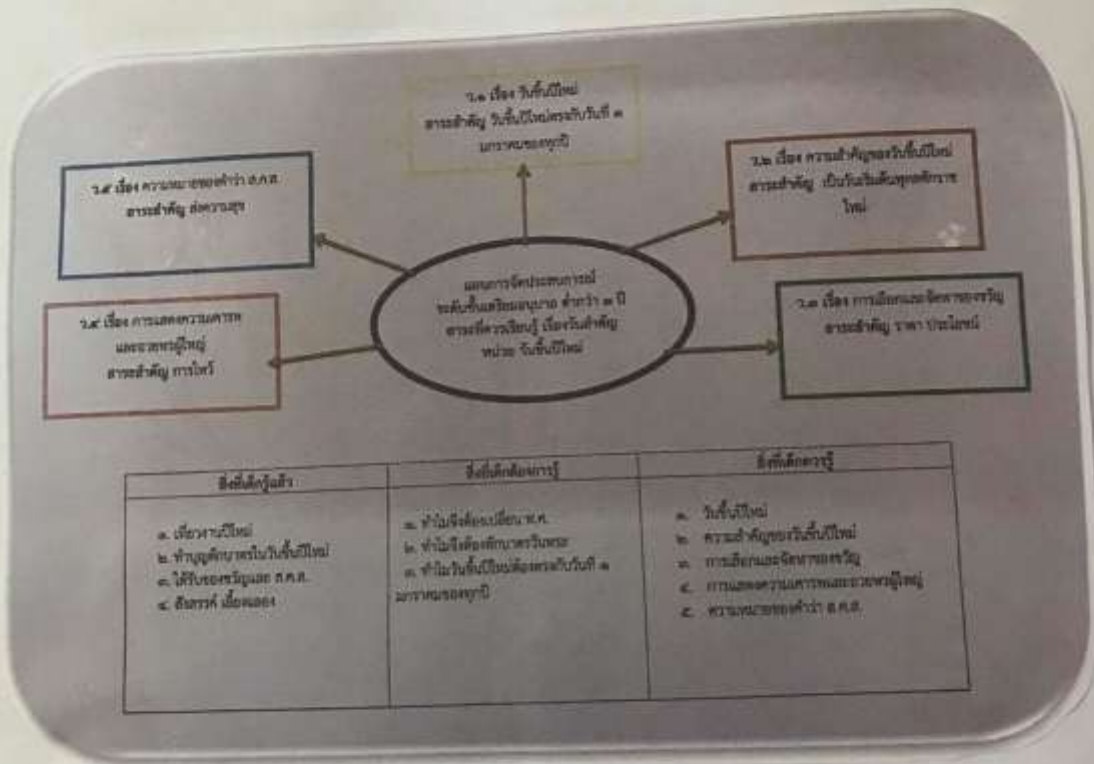 ว.๑ เรื่อง วันขึ้นปีใหม่
สาระสำคัญ วันขึ้นปีใหม่ตรงกับวันที่ ๑
มกราคมของทุกปี
ว.๒ เรื่อง ความสำคัญของวันขึ้นปีใหม่
สาระสำคัญ เป็นวันเริ่มต้นพุทธศักราช
ใหม่
ว.๕ เรื่อง ความหมายของคำว่า ส.ค.ส.
สาระสำคัญ ส่งความสุข
แผนการจัดประสบการณ์
ระดับชั้นเตรียมอนุบาล ต่ำกว่า ๓ ปี
สาระที่ควรเรียนรู้ เรื่องวันสำคัญ
หน่วย วันขึ้นปีใหม่
ว.๓ เรื่อง การเลือกและจัดหาของขวัญ
สาระสำคัญ ราคา ประโยชน์
ว.๔ เรื่อง การแสดงความเคารพ
และอวยพรผู้ใหญ่
สาระสำคัญ การไหว้
สิ่งที่เด็กรู้แล้ว
๑. เที่ยวงานปีใหม่
๒. ทำบุญตักบาตรในวันขึ้นปีใหม่
๓. ได้รับของขวัญและ ส.ค.ส.
๔. สังสรรค์ เลี้ยงฉลอง
สิ่งที่เด็กต้องการรู้
๑. ทำไมจึงต้องเปลี่ยน พ.ศ.
๒. ทำไมจึงต้องตักบาตรวันพระ
๓. ทำไมวันขึ้นปีใหม่ต้องตรงกับวันที่ ๑
มกราคมของทุกปี
สิ่งที่เด็กควรรู้
๑. วันขึ้นปีใหม่
๒. ความสำคัญของวันขึ้นปีใหม่
๓. การเลือกและจัดหาของขวัญ
๔. การแสดงความเคารพและอวยพรผู้ใหญ่
๕. ความหมายของคำว่า ส.ค.ส.